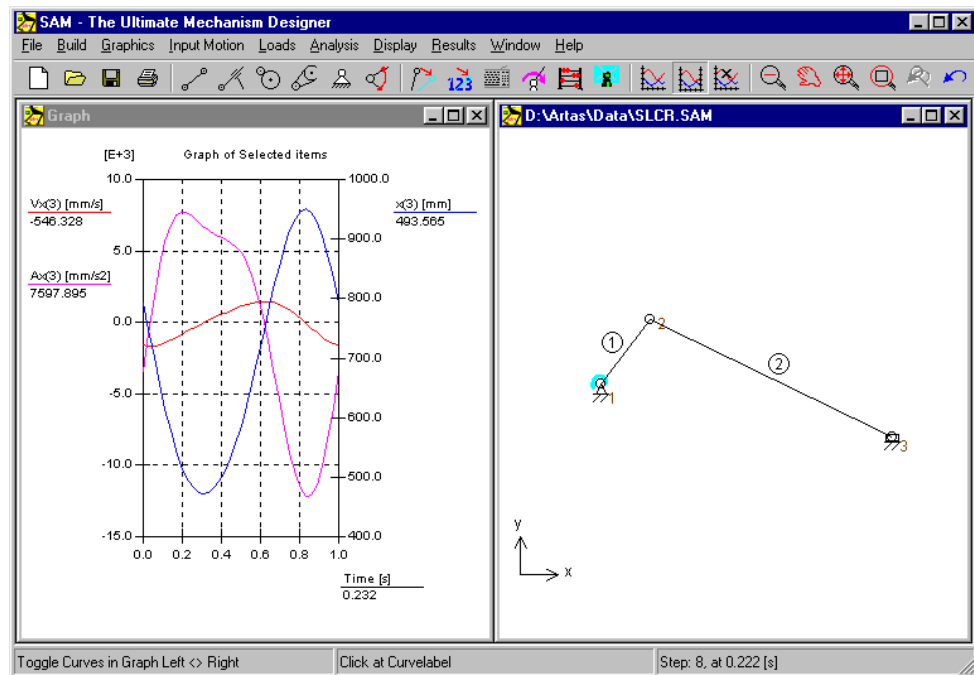 SAM - The Ultimate Mechanism Designer
File Build Graphics Input Motion Loads Analysis Display Results Window Help
123
Graph
[E+3] Graph of Selected items
10.0 1000.0
Vx(3) [mm/s] x(3) [mm]
-546.328 493.565
900.0
5.0
Ax(3) [mm/s2]
7597.895
800.0
0.0
700.0
-5.0
600.0
-10.0
500.0
-15.0 400.0
0.0 0.2 0.4 0.6 0.8 1.0
Time [s]
0.232
D:\Artas\Data\SLCR.SAM
2
1
2
1
3
y
x
Toggle Curves in Graph Left <> Right
Click at Curvelabel
Step: 8, at 0.222 [s]